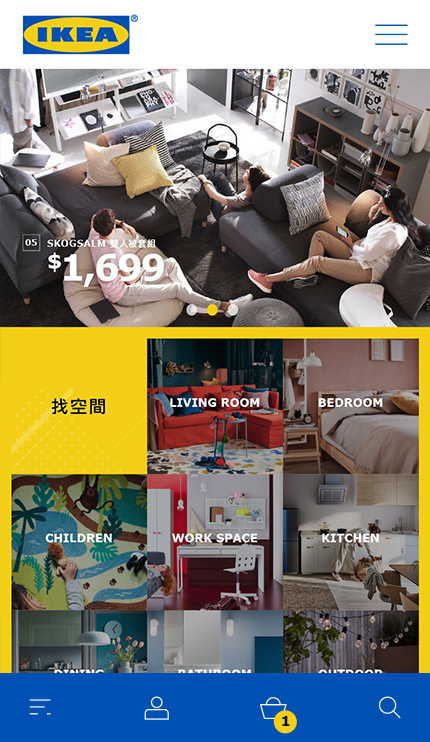 IKEA®
05 SKOGSALM 雙人被套組
$1,699
找空間
LIVING ROOM
BEDROOM
CHILDREN
WORK SPACE
KITCHEN
DINING
BATHROOM
OUTDOOR
1